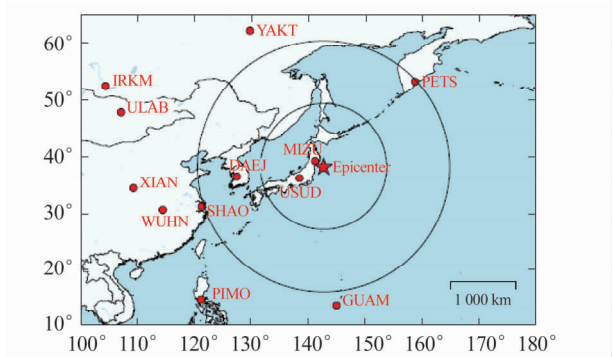 60°
YAKT
IRKM
PETS
50°
ULAB
40°
MIZU
DAEJ
Epicenter
XIAN
USUD
30°
WUHN
SHAO
20°
PIMO
GUAM
1 000 km
10°
100° 110° 120° 130° 140° 150° 160° 170° 180°